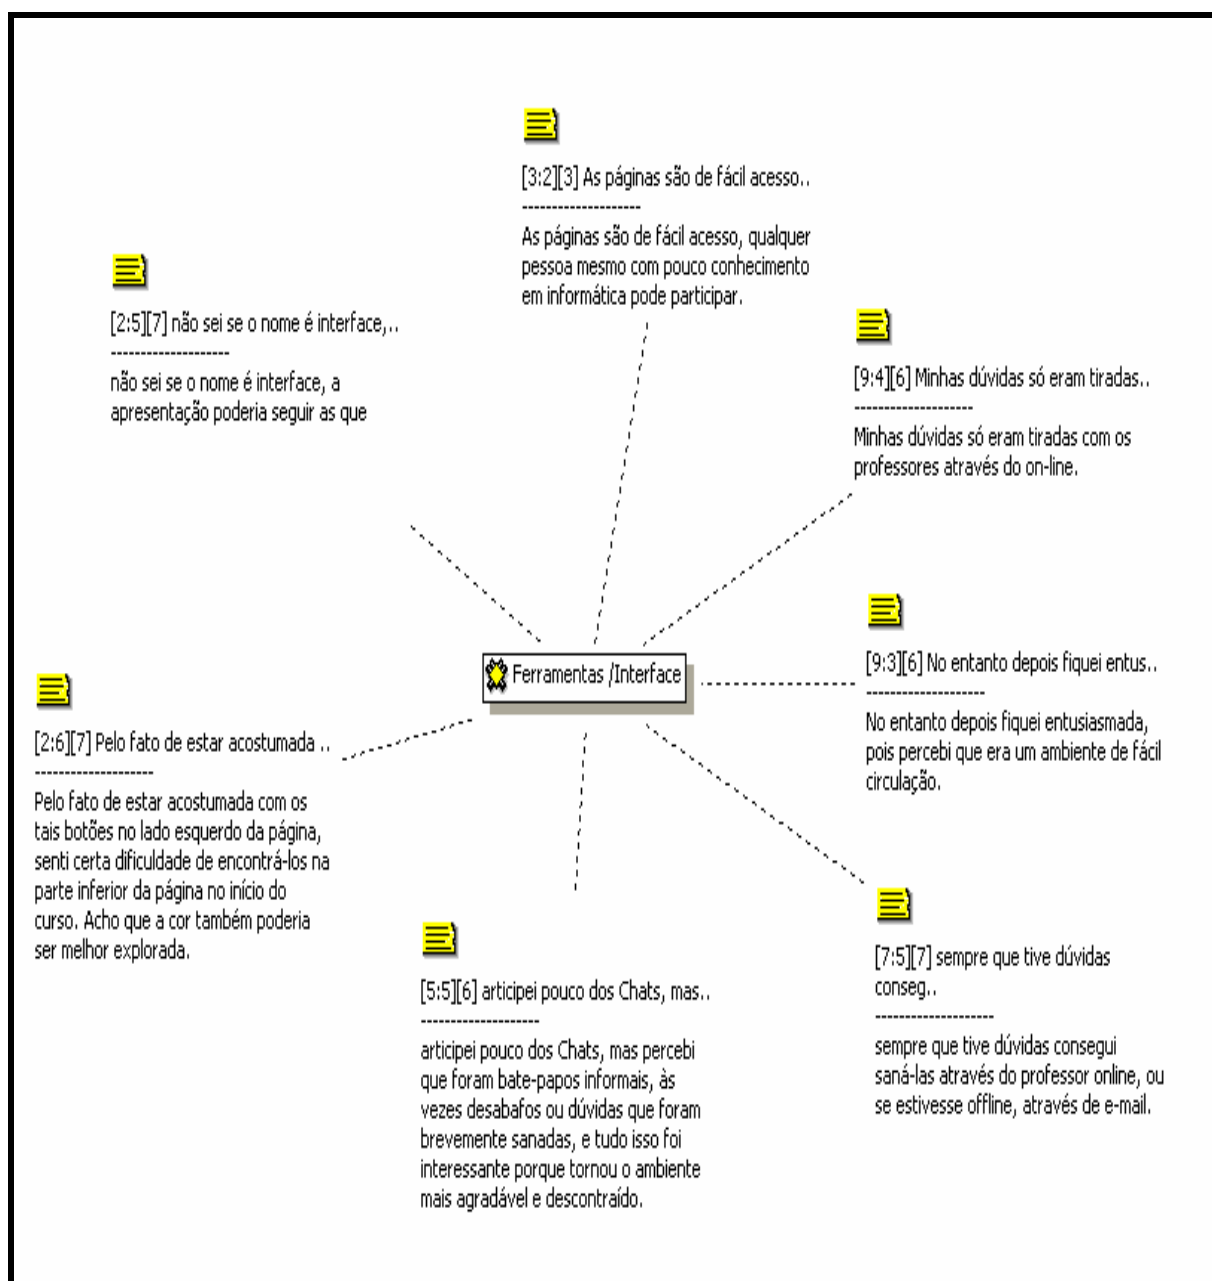 [3:2][3] As páginas são de fácil acesso..
--------------------
As páginas são de fácil acesso, qualquer
pessoa mesmo com pouco conhecimento
em informática pode participar.
[2:5][7] não sei se o nome é interface,..
--------------------
não sei se o nome é interface, a
apresentação poderia seguir as que
[9:4][6] Minhas dúvidas só eram tiradas..
--------------------
Minhas dúvidas só eram tiradas com os
professores através do on-line.
Ferramentas /Interface
[9:3][6] No entanto depois fiquei entus..
--------------------
No entanto depois fiquei entusiasmada,
pois percebi que era um ambiente de fácil
circulação.
[2:6][7] Pelo fato de estar acostumada ..
--------------------
Pelo fato de estar acostumada com os
tais botões no lado esquerdo da página,
senti certa dificuldade de encontrá-los na
parte inferior da página no início do
curso. Acho que a cor também poderia
ser melhor explorada.
[5:5][6] articipei pouco dos Chats, mas..
--------------------
articipei pouco dos Chats, mas percebi
que foram bate-papos informais, às
vezes desabafos ou dúvidas que foram
brevemente sanadas, e tudo isso foi
interessante porque tornou o ambiente
mais agradável e descontraído.
[7:5][7] sempre que tive dúvidas
conseg..
--------------------
sempre que tive dúvidas consegui
saná-las através do professor online, ou
se estivesse offline, através de e-mail.